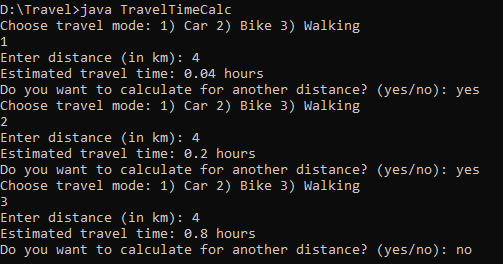 D:\Travel>java TravelTimeCalc
Choose travel mode: 1) Car 2) Bike 3) Walking
1
Enter distance (in km): 4
Estimated travel time: 0.04 hours
Do you want to calculate for another distance? (yes/no): yes
Choose travel mode: 1) Car 2) Bike 3) Walking
2
Enter distance (in km): 4
Estimated travel time: 0.2 hours
Do you want to calculate for another distance? (yes/no): yes
Choose travel mode: 1) Car 2) Bike 3) Walking
3
Enter distance (in km): 4
Estimated travel time: 0.8 hours
Do you want to calculate for another distance? (yes/no): no